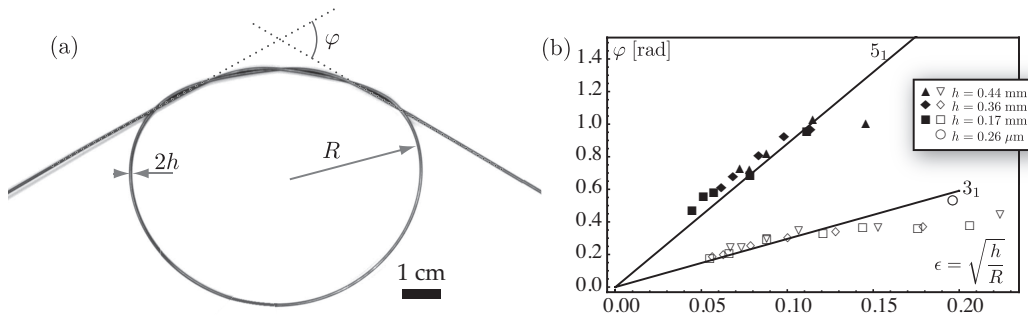 (a)
φ
2h
R
1 cm
(b)
φ [rad]
1.4
1.2
1.0
0.8
0.6
0.4
0.2
0.0
5₁
▲ ▽ h = 0.44 mm
◆ ◇ h = 0.36 mm
■ □ h = 0.17 mm
○ h = 0.26 μm
3₁
ϵ = √(h/R)
0.00 0.05 0.10 0.15 0.20